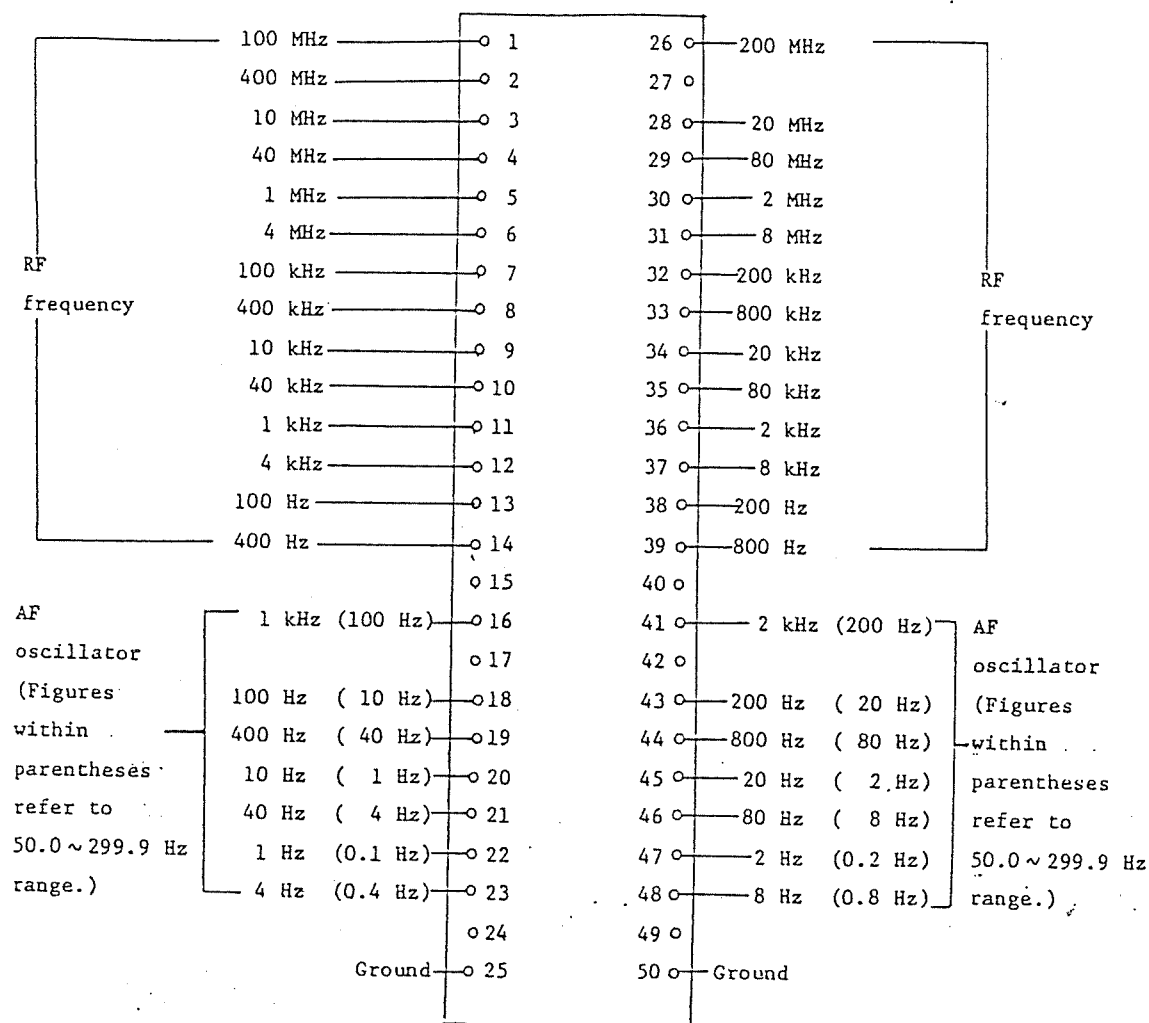 100 MHz 1 26 200 MHz
400 MHz 2 27
10 MHz 3 28 20 MHz
40 MHz 4 29 80 MHz
1 MHz 5 30 2 MHz
4 MHz 6 31 8 MHz
RF
frequency
100 kHz 7 32 200 kHz
400 kHz 8 33 800 kHz
RF
frequency
10 kHz 9 34 20 kHz
40 kHz 10 35 80 kHz
1 kHz 11 36 2 kHz
4 kHz 12 37 8 kHz
100 Hz 13 38 200 Hz
400 Hz 14 39 800 Hz
15 40
AF
oscillator
(Figures
within
parentheses
refer to
50.0 ~ 299.9 Hz
range.)
1 kHz (100 Hz) 16 41 2 kHz (200 Hz)
17 42
100 Hz ( 10 Hz) 18 43 200 Hz ( 20 Hz)
400 Hz ( 40 Hz) 19 44 800 Hz ( 80 Hz)
10 Hz ( 1 Hz) 20 45 20 Hz ( 2 Hz)
40 Hz ( 4 Hz) 21 46 80 Hz ( 8 Hz)
1 Hz (0.1 Hz) 22 47 2 Hz (0.2 Hz)
4 Hz (0.4 Hz) 23 48 8 Hz (0.8 Hz)
AF
oscillator
(Figures
within
parentheses
refer to
50.0 ~ 299.9 Hz
range.)
24 49
Ground 25 50 Ground